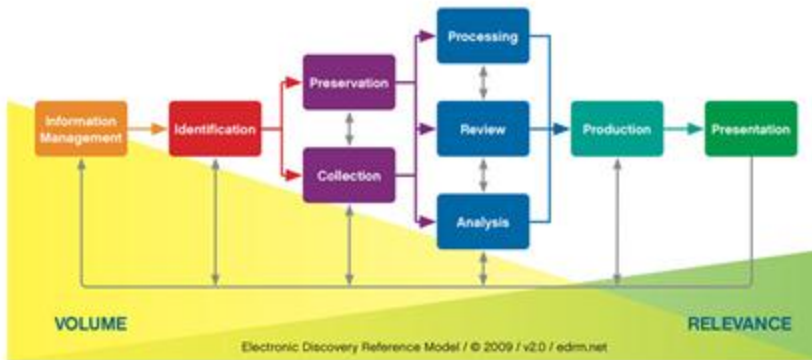 Processing
Preservation
Information
Management
Identification
Review
Production
Presentation
Collection
Analysis
VOLUME
RELEVANCE
Electronic Discovery Reference Model / © 2009 / v2.0 / edrm.net